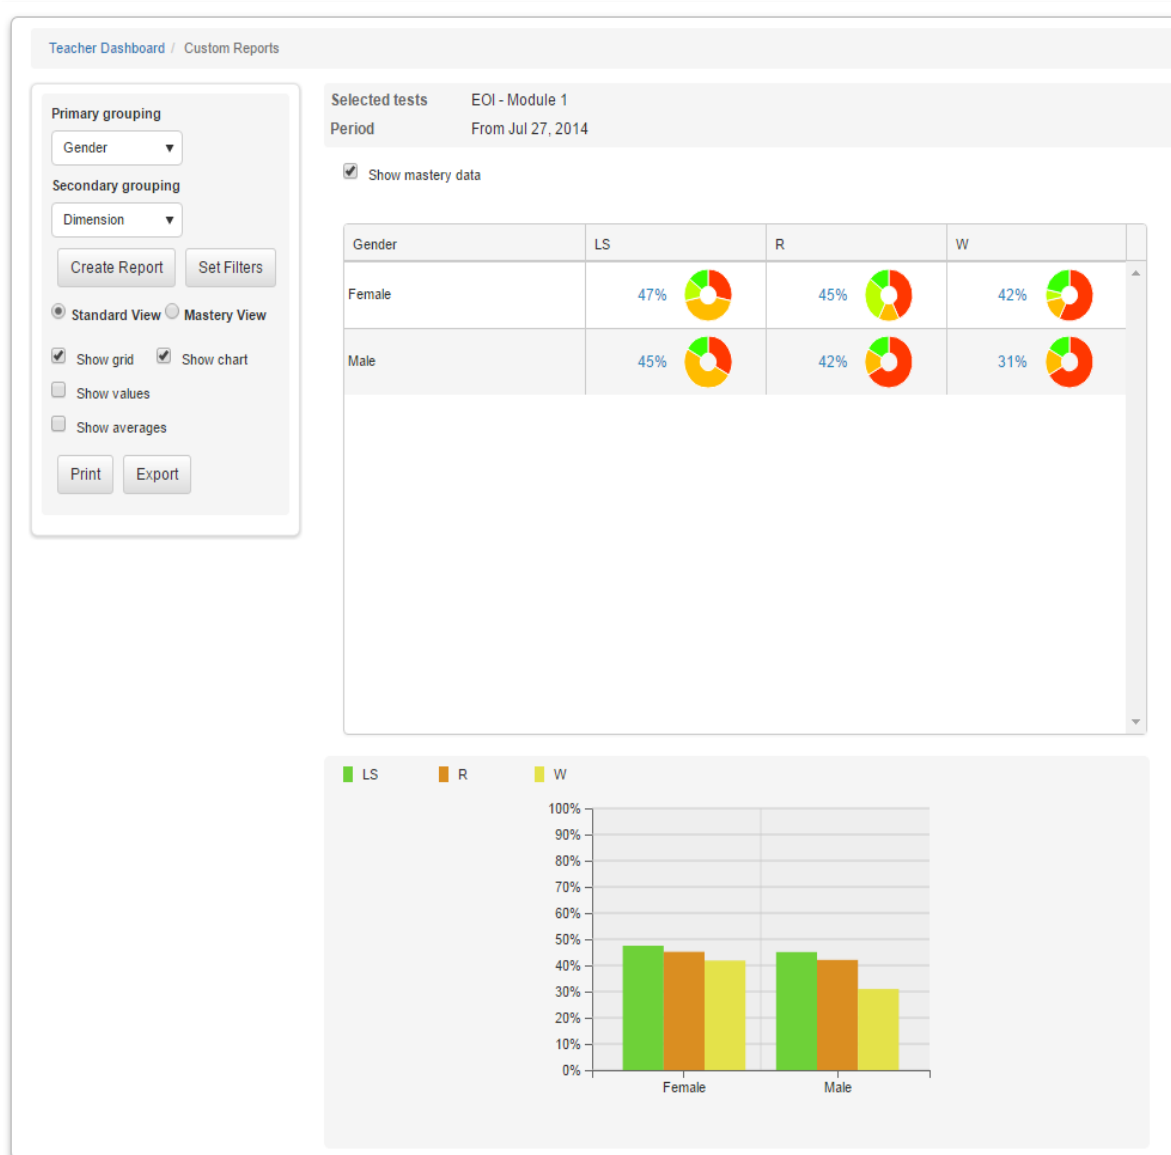 Teacher Dashboard / Custom Reports
Primary grouping
Gender
Secondary grouping
Dimension
Create Report Set Filters
Standard View Mastery View
Show grid Show chart
Show values
Show averages
Print Export
Selected tests EOI - Module 1
Period From Jul 27, 2014
Show mastery data
Gender LS R W
Female 47% 45% 42%
Male 45% 42% 31%
LS R W
100%
90%
80%
70%
60%
50%
40%
30%
20%
10%
0%
Female Male